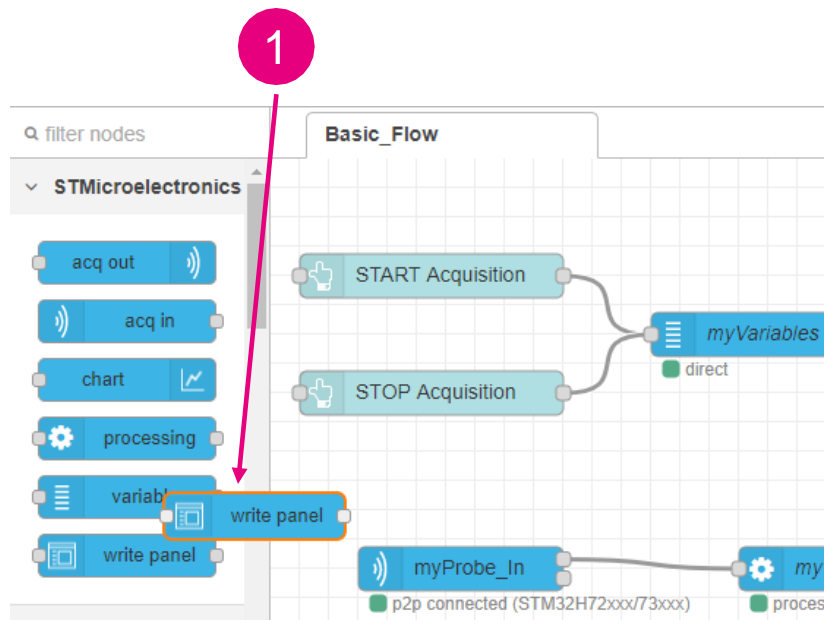 1
filter nodes
Basic_Flow
STMicroelectronics
acq out
acq in
chart
processing
variabl
write panel
write panel
START Acquisition
STOP Acquisition
myVariables
direct
myProbe_In
p2p connected (STM32H72xxx/73xxx)
my
proces